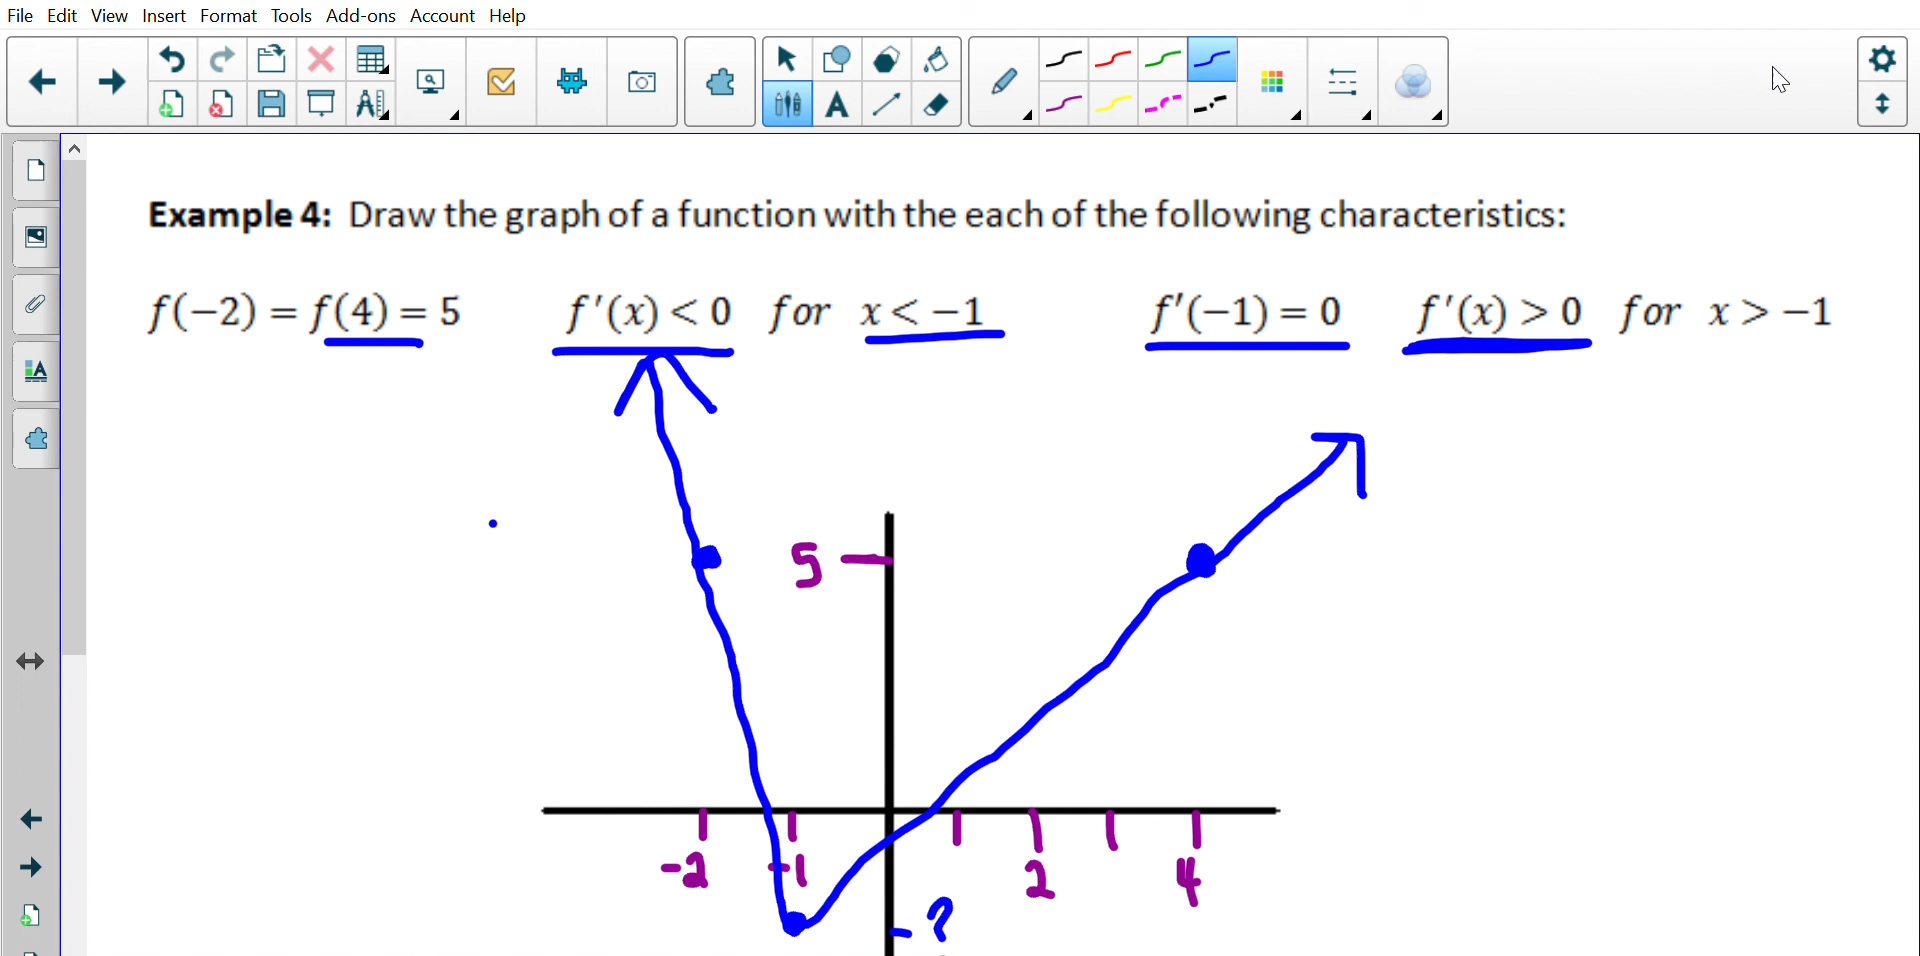 File Edit View Insert Format Tools Add-ons Account Help
Example 4: Draw the graph of a function with the each of the following characteristics:
f(−2) = f(4) = 5 f′(x) < 0 for x < −1 f′(−1) = 0 f′(x) > 0 for x > −1
5
-2 -1 2 4
- ?